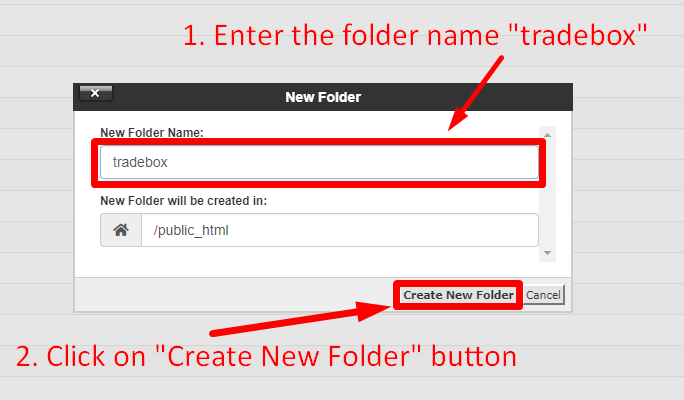 1. Enter the folder name "tradebox"
New Folder
New Folder Name:
tradebox
New Folder will be created in:
/public_html
Create New Folder Cancel
2. Click on "Create New Folder" button